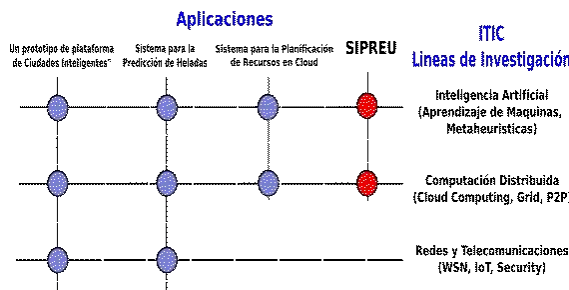 Aplicaciones
Un prototipo de plataforma
de Ciudades Inteligentes"
Sistema para la
Predicción de Heladas
Sistema para la Planificación
de Recursos en Cloud
SIPREU
ITIC
Lineas de Investigación
Inteligencia Artificial
(Aprendizaje de Maquinas,
Metaheuristicas)
Computación Distribuida
(Cloud Computing, Grid, P2P)
Redes y Telecomunicaciones
(WSN, IoT, Security)